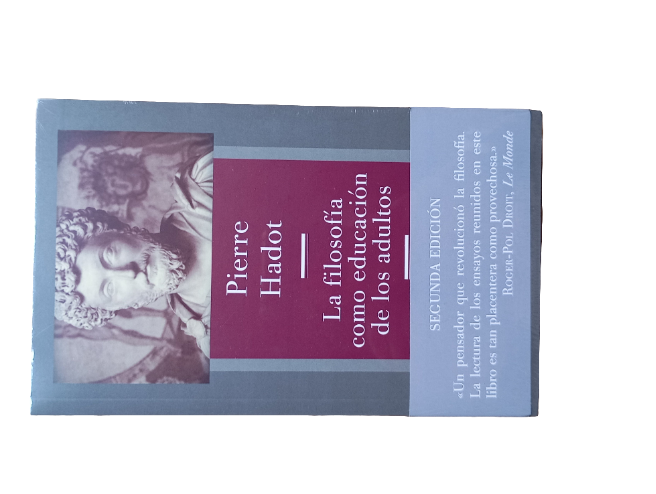 Pierre
Hadot
La filosofía
como educación
de los adultos
SEGUNDA EDICIÓN
«Un pensador que revolucionó la filosofía.
La lectura de los ensayos reunidos en este
libro es tan placentera como provechosa.»
ROGER-POL DROIT, Le Monde